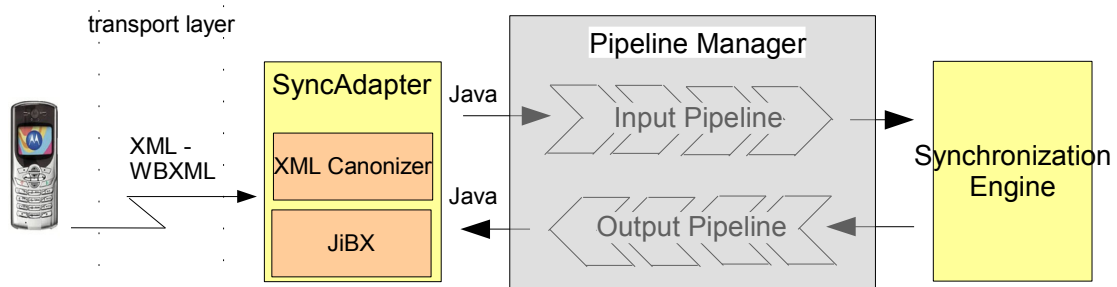 transport layer
Pipeline Manager
SyncAdapter
Java
Input Pipeline
XML -
WBXML
XML Canonizer
Synchronization
Engine
Java
Output Pipeline
JiBX